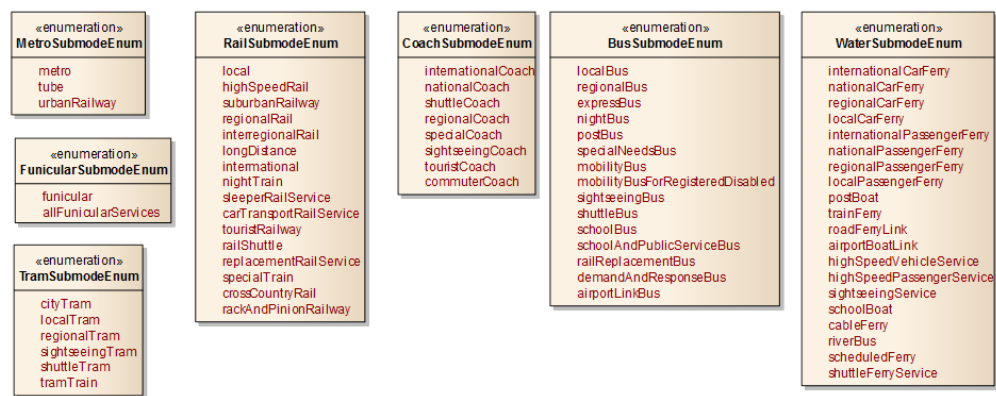 «enumeration»
MetroSubmodeEnum
metro
tube
urbanRailway
«enumeration»
FunicularSubmodeEnum
funicular
allFunicularServices
«enumeration»
TramSubmodeEnum
cityTram
localTram
regionalTram
sightseeingTram
shuttleTram
tramTrain
«enumeration»
RailSubmodeEnum
local
highSpeedRail
suburbanRailway
regionalRail
interregionalRail
longDistance
international
nightTrain
sleeperRailService
carTransportRailService
touristRailway
railShuttle
replacementRailService
specialTrain
crossCountryRail
rackAndPinionRailway
«enumeration»
CoachSubmodeEnum
internationalCoach
nationalCoach
shuttleCoach
regionalCoach
specialCoach
sightseeingCoach
touristCoach
commuterCoach
«enumeration»
BusSubmodeEnum
localBus
regionalBus
expressBus
nightBus
postBus
specialNeedsBus
mobilityBus
mobilityBusForRegisteredDisabled
sightseeingBus
shuttleBus
schoolBus
schoolAndPublicServiceBus
railReplacementBus
demandAndResponseBus
airportLinkBus
«enumeration»
WaterSubmodeEnum
internationalCarFerry
nationalCarFerry
regionalCarFerry
localCarFerry
internationalPassengerFerry
nationalPassengerFerry
regionalPassengerFerry
localPassengerFerry
postBoat
trainFerry
roadFerryLink
airportBoatLink
highSpeedVehicleService
highSpeedPassengerService
sightseeingService
schoolBoat
cableFerry
riverBus
scheduledFerry
shuttleFerryService